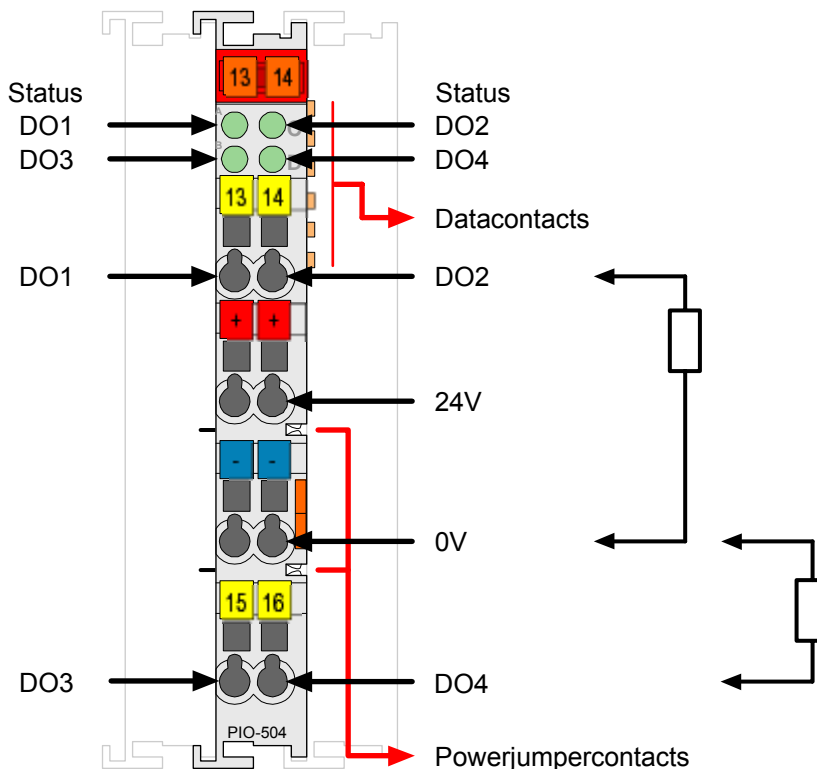 13 14
Status
Status
A
C
DO1
DO2
B
D
DO3
DO4
13 14
Datacontacts
DO1
DO2
+ +
24V
- -
0V
15 16
DO3
DO4
PIO-504
Powerjumpercontacts